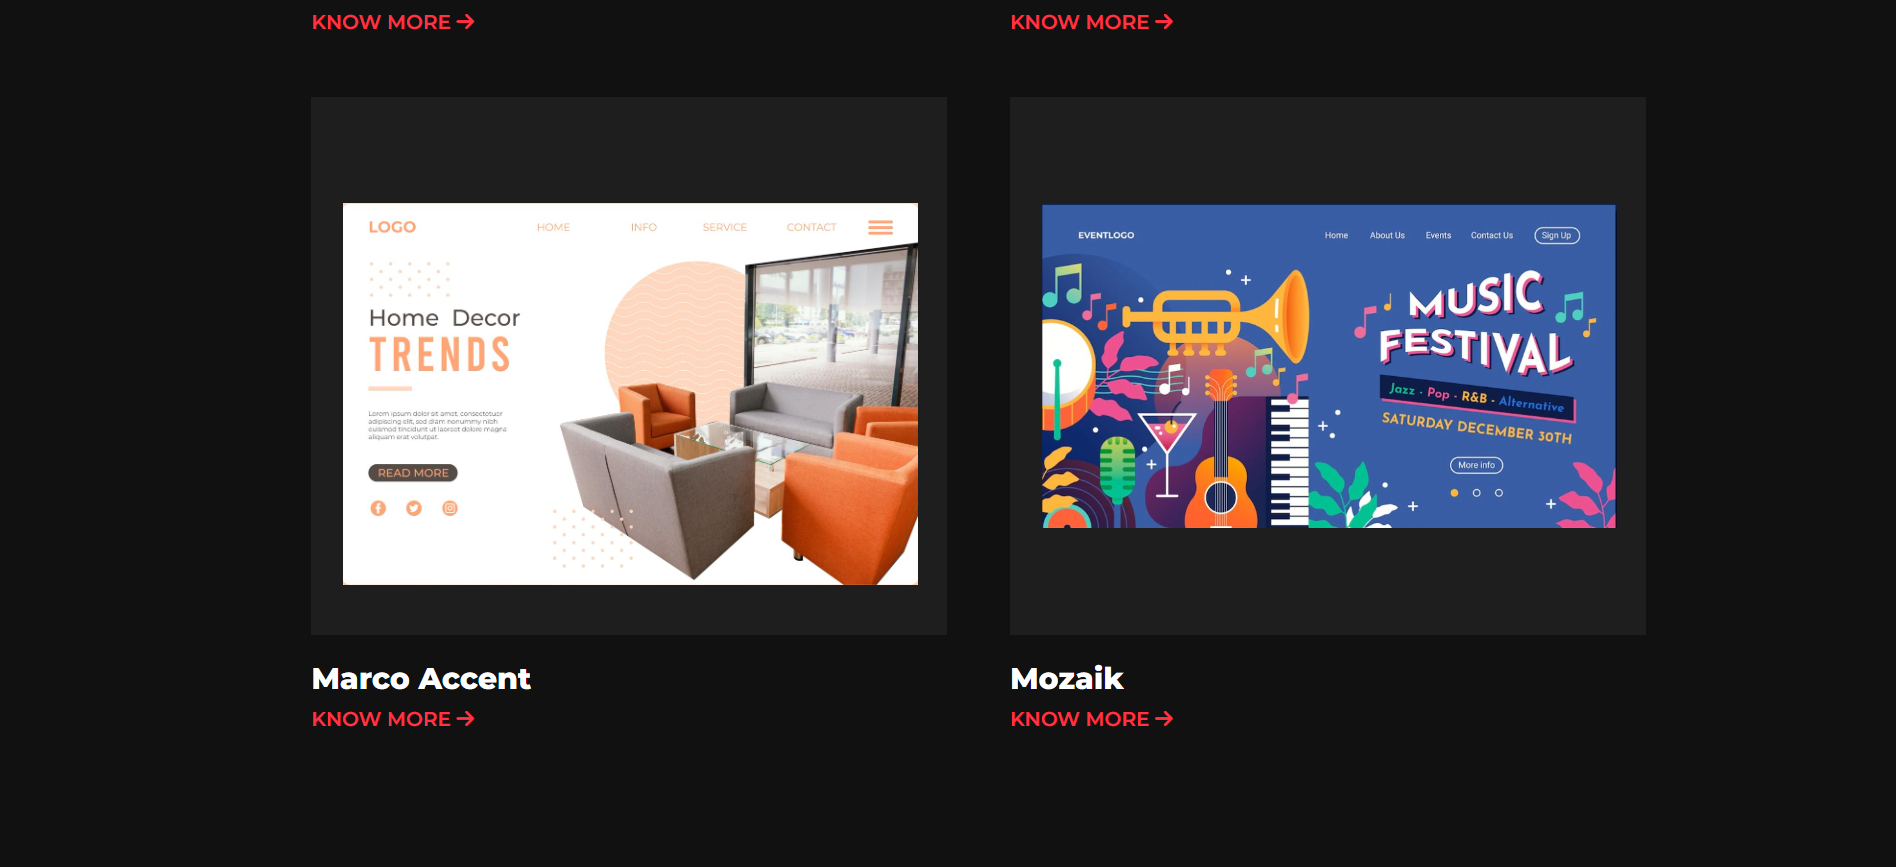 KNOW MORE →
KNOW MORE →
LOGO
HOME INFO SERVICE CONTACT
Home Decor
TRENDS
Lorem ipsum dolor sit amet, consectetuer
adipiscing elit, sed diam nonummy nibh
euismod tincidunt ut laoreet dolore magna
aliquam erat volutpat.
READ MORE
EVENTLOGO
Home About Us Events Contact Us Sign Up
MUSIC
FESTIVAL
Jazz - Pop - R&B - Alternative
SATURDAY DECEMBER 30TH
More info
Marco Accent
KNOW MORE →
Mozaik
KNOW MORE →